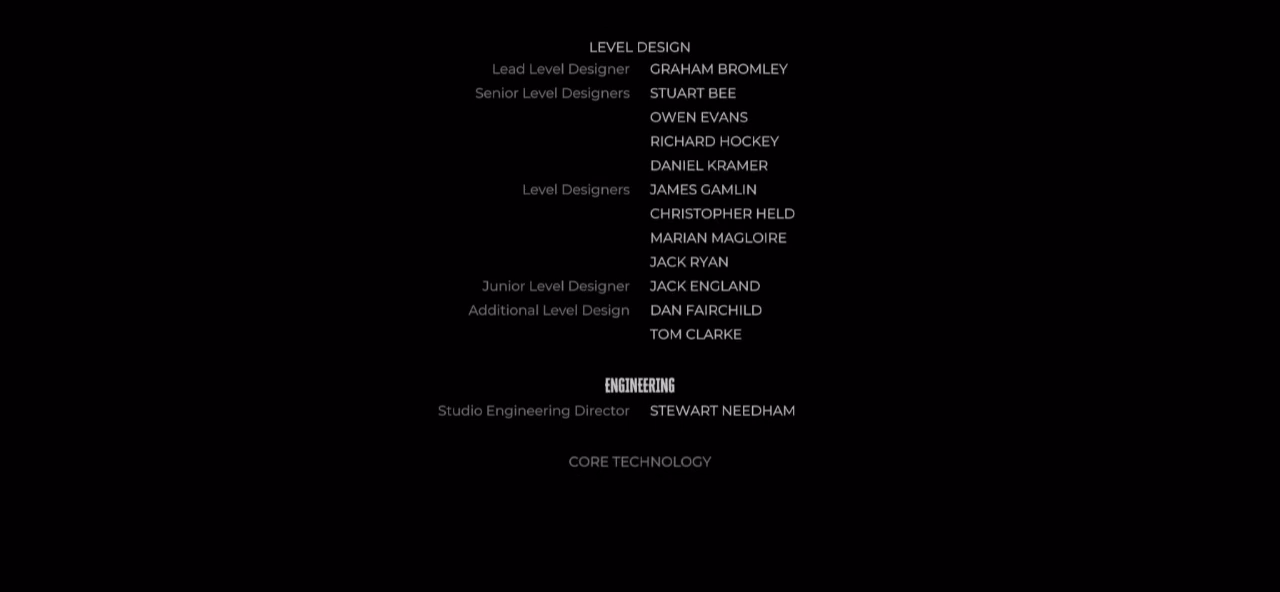 LEVEL DESIGN
Lead Level Designer GRAHAM BROMLEY
Senior Level Designers STUART BEE
OWEN EVANS
RICHARD HOCKEY
DANIEL KRAMER
Level Designers JAMES GAMLIN
CHRISTOPHER HELD
MARIAN MAGLOIRE
JACK RYAN
Junior Level Designer JACK ENGLAND
Additional Level Design DAN FAIRCHILD
TOM CLARKE
ENGINEERING
Studio Engineering Director STEWART NEEDHAM
CORE TECHNOLOGY